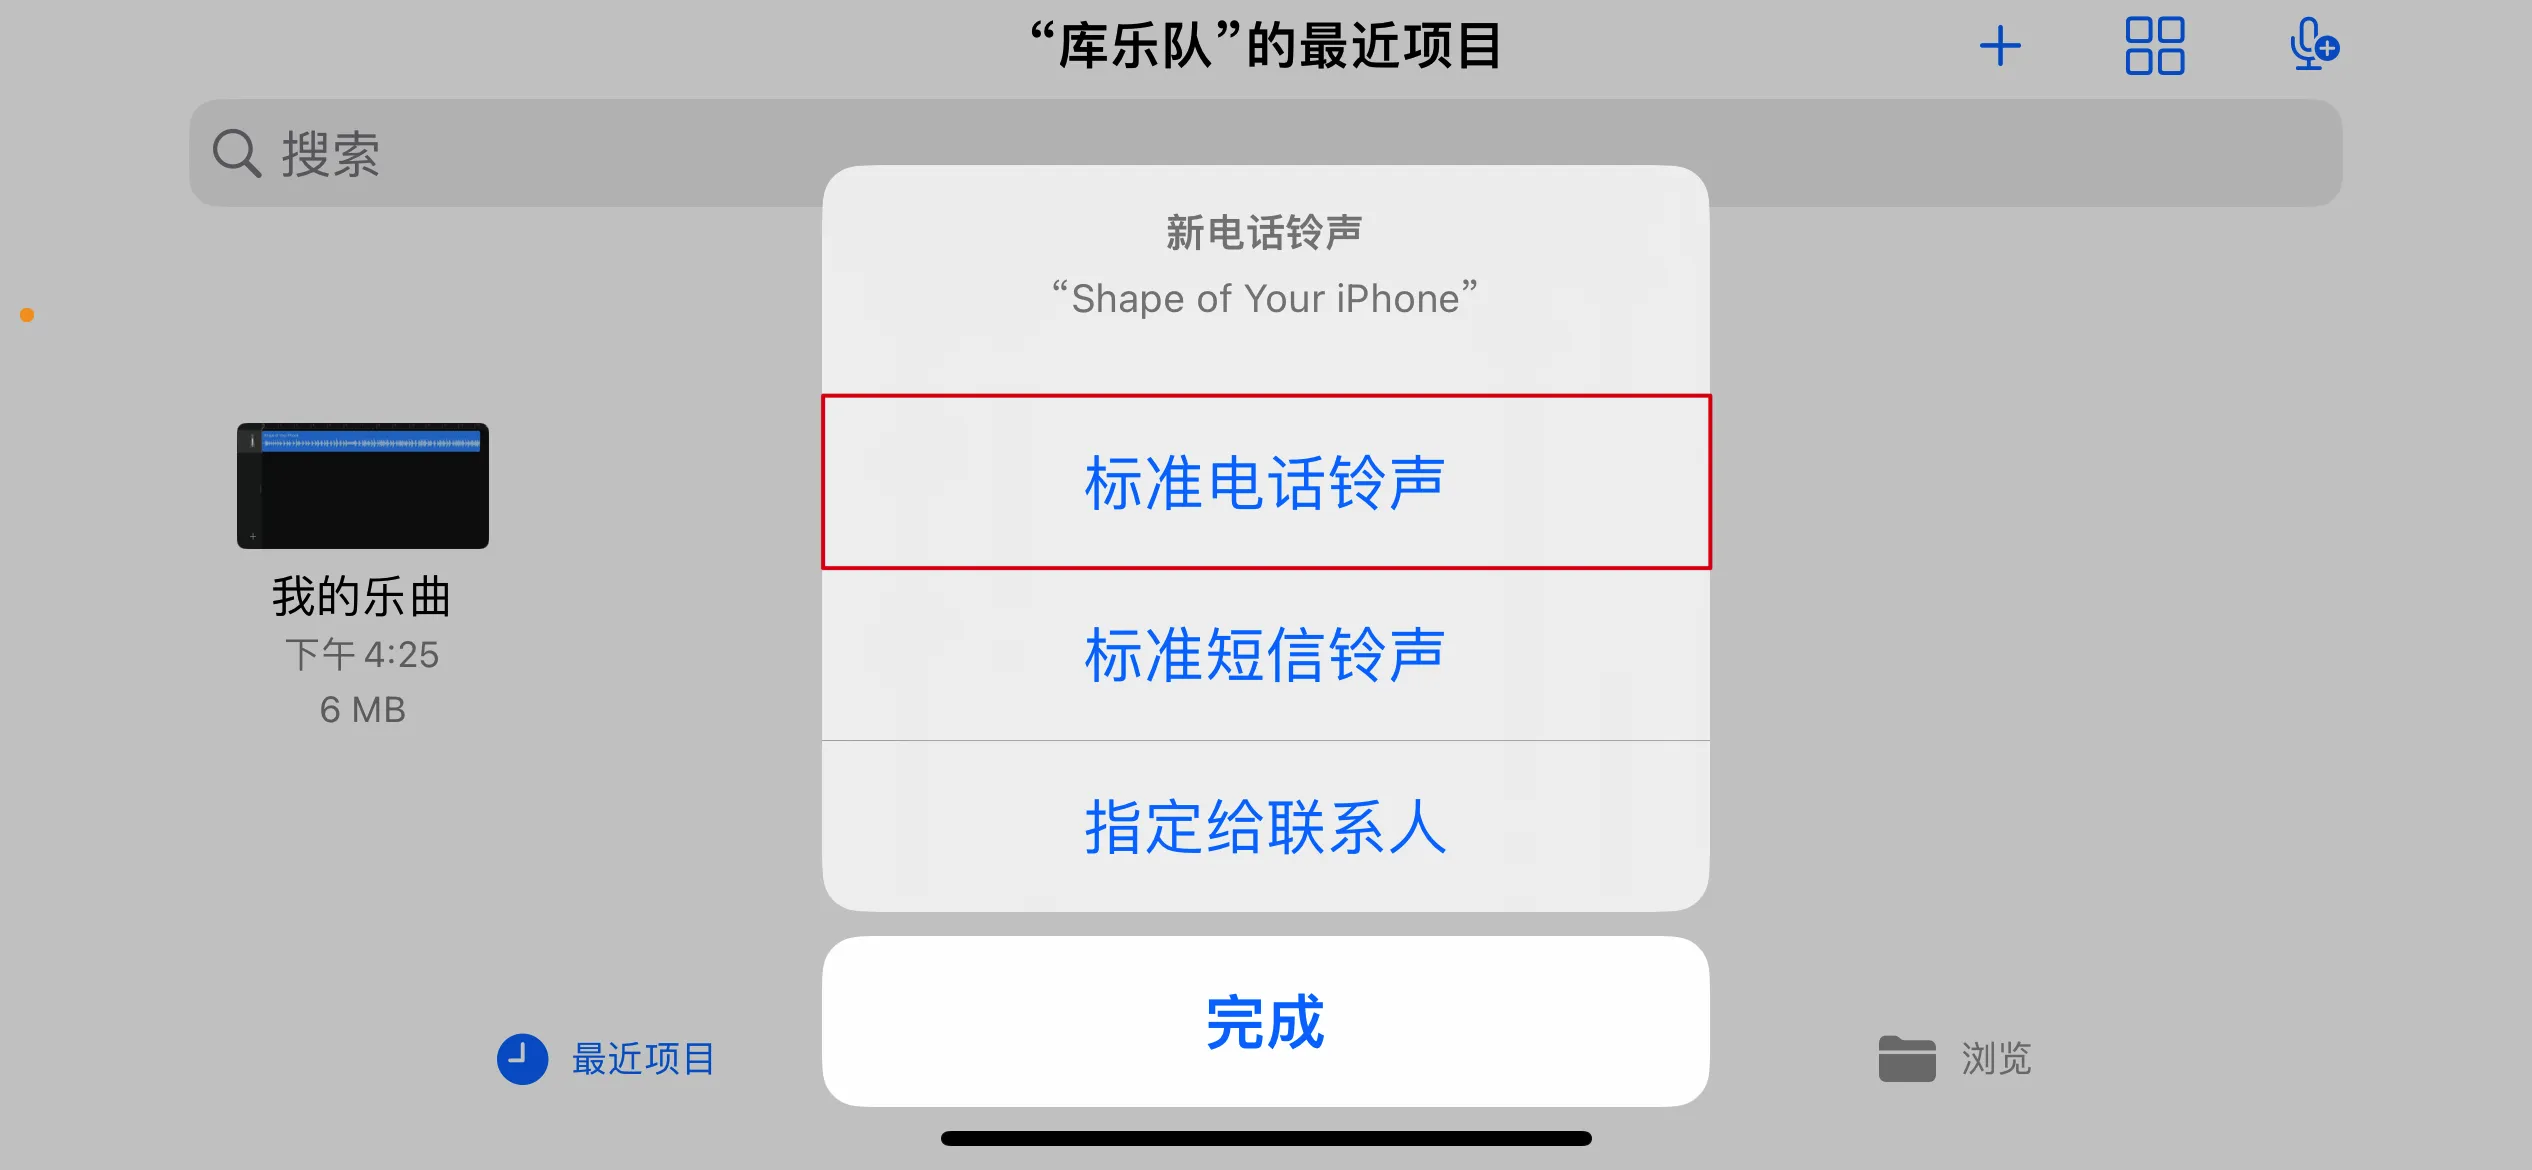 “库乐队”的最近项目
搜索
新电话铃声
“Shape of Your iPhone”
标准电话铃声
标准短信铃声
指定给联系人
完成
我的乐曲
下午 4:25
6 MB
最近项目
浏览